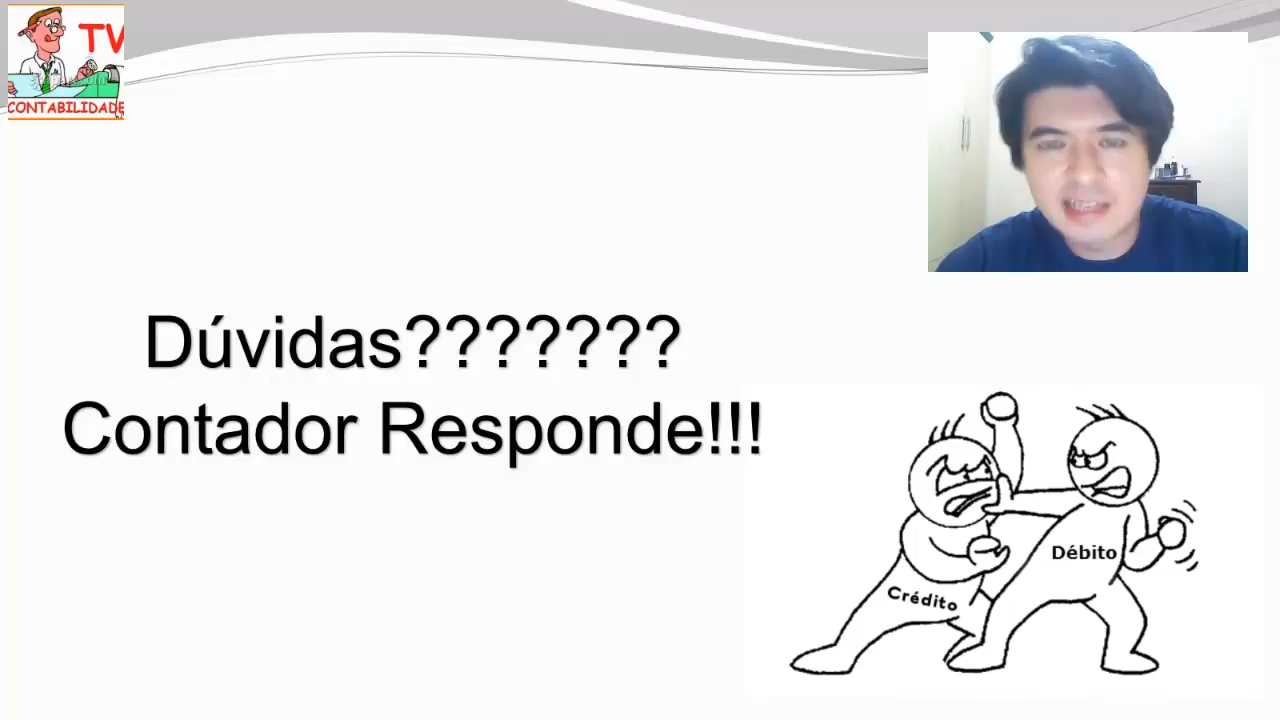 TV
CONTABILIDADE
Dúvidas???????
Contador Responde!!!
Débito
Crédito